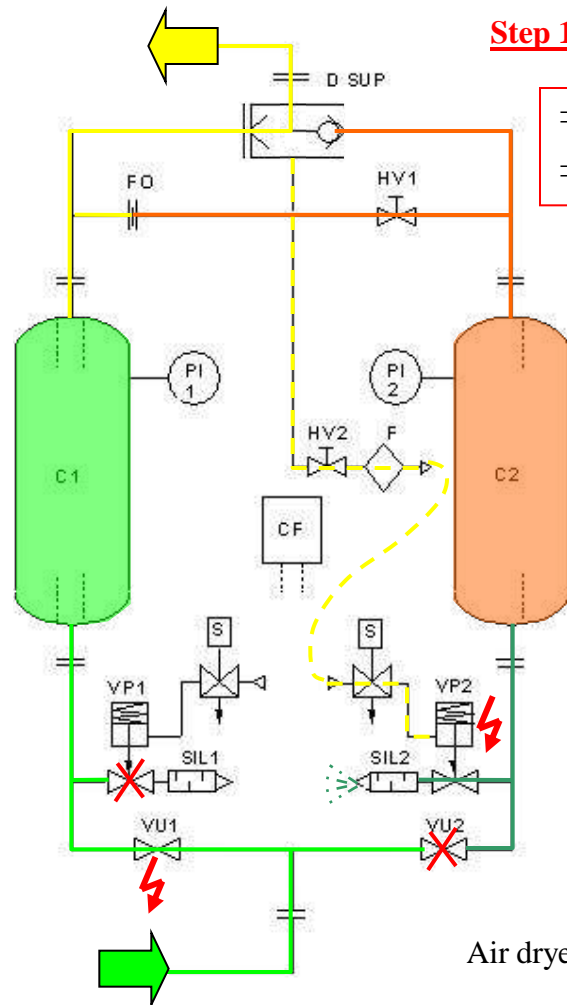 Step 1
D SUP
FO
HV1
PI
1
PI
2
HV2
F
C1
C2
CF
S
S
VP1
VP2
SIL1
SIL2
VU1
VU2
Air drye